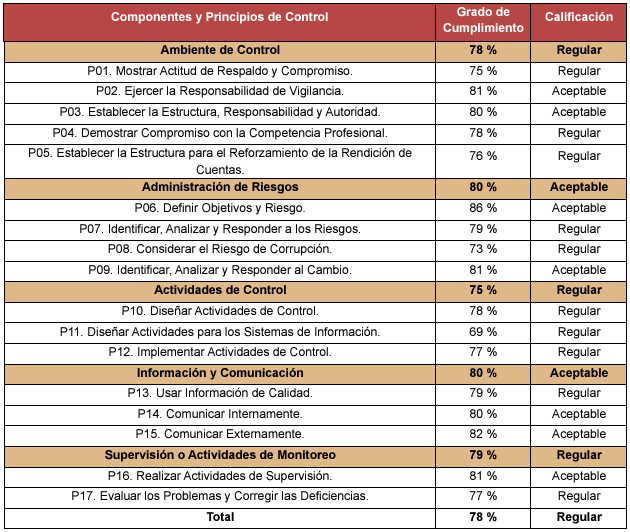 Componentes y Principios de Control Grado de Cumplimiento Calificación
Ambiente de Control 78 % Regular
P01. Mostrar Actitud de Respaldo y Compromiso. 75 % Regular
P02. Ejercer la Responsabilidad de Vigilancia. 81 % Aceptable
P03. Establecer la Estructura, Responsabilidad y Autoridad. 80 % Aceptable
P04. Demostrar Compromiso con la Competencia Profesional. 78 % Regular
P05. Establecer la Estructura para el Reforzamiento de la Rendición de
Cuentas. 76 % Regular
Administración de Riesgos 80 % Aceptable
P06. Definir Objetivos y Riesgo. 86 % Aceptable
P07. Identificar, Analizar y Responder a los Riesgos. 79 % Regular
P08. Considerar el Riesgo de Corrupción. 73 % Regular
P09. Identificar, Analizar y Responder al Cambio. 81 % Aceptable
Actividades de Control 75 % Regular
P10. Diseñar Actividades de Control. 78 % Regular
P11. Diseñar Actividades para los Sistemas de Información. 69 % Regular
P12. Implementar Actividades de Control. 77 % Regular
Información y Comunicación 80 % Aceptable
P13. Usar Información de Calidad. 79 % Regular
P14. Comunicar Internamente. 80 % Aceptable
P15. Comunicar Externamente. 82 % Aceptable
Supervisión o Actividades de Monitoreo 79 % Regular
P16. Realizar Actividades de Supervisión. 81 % Aceptable
P17. Evaluar los Problemas y Corregir las Deficiencias. 77 % Regular
Total 78 % Regular